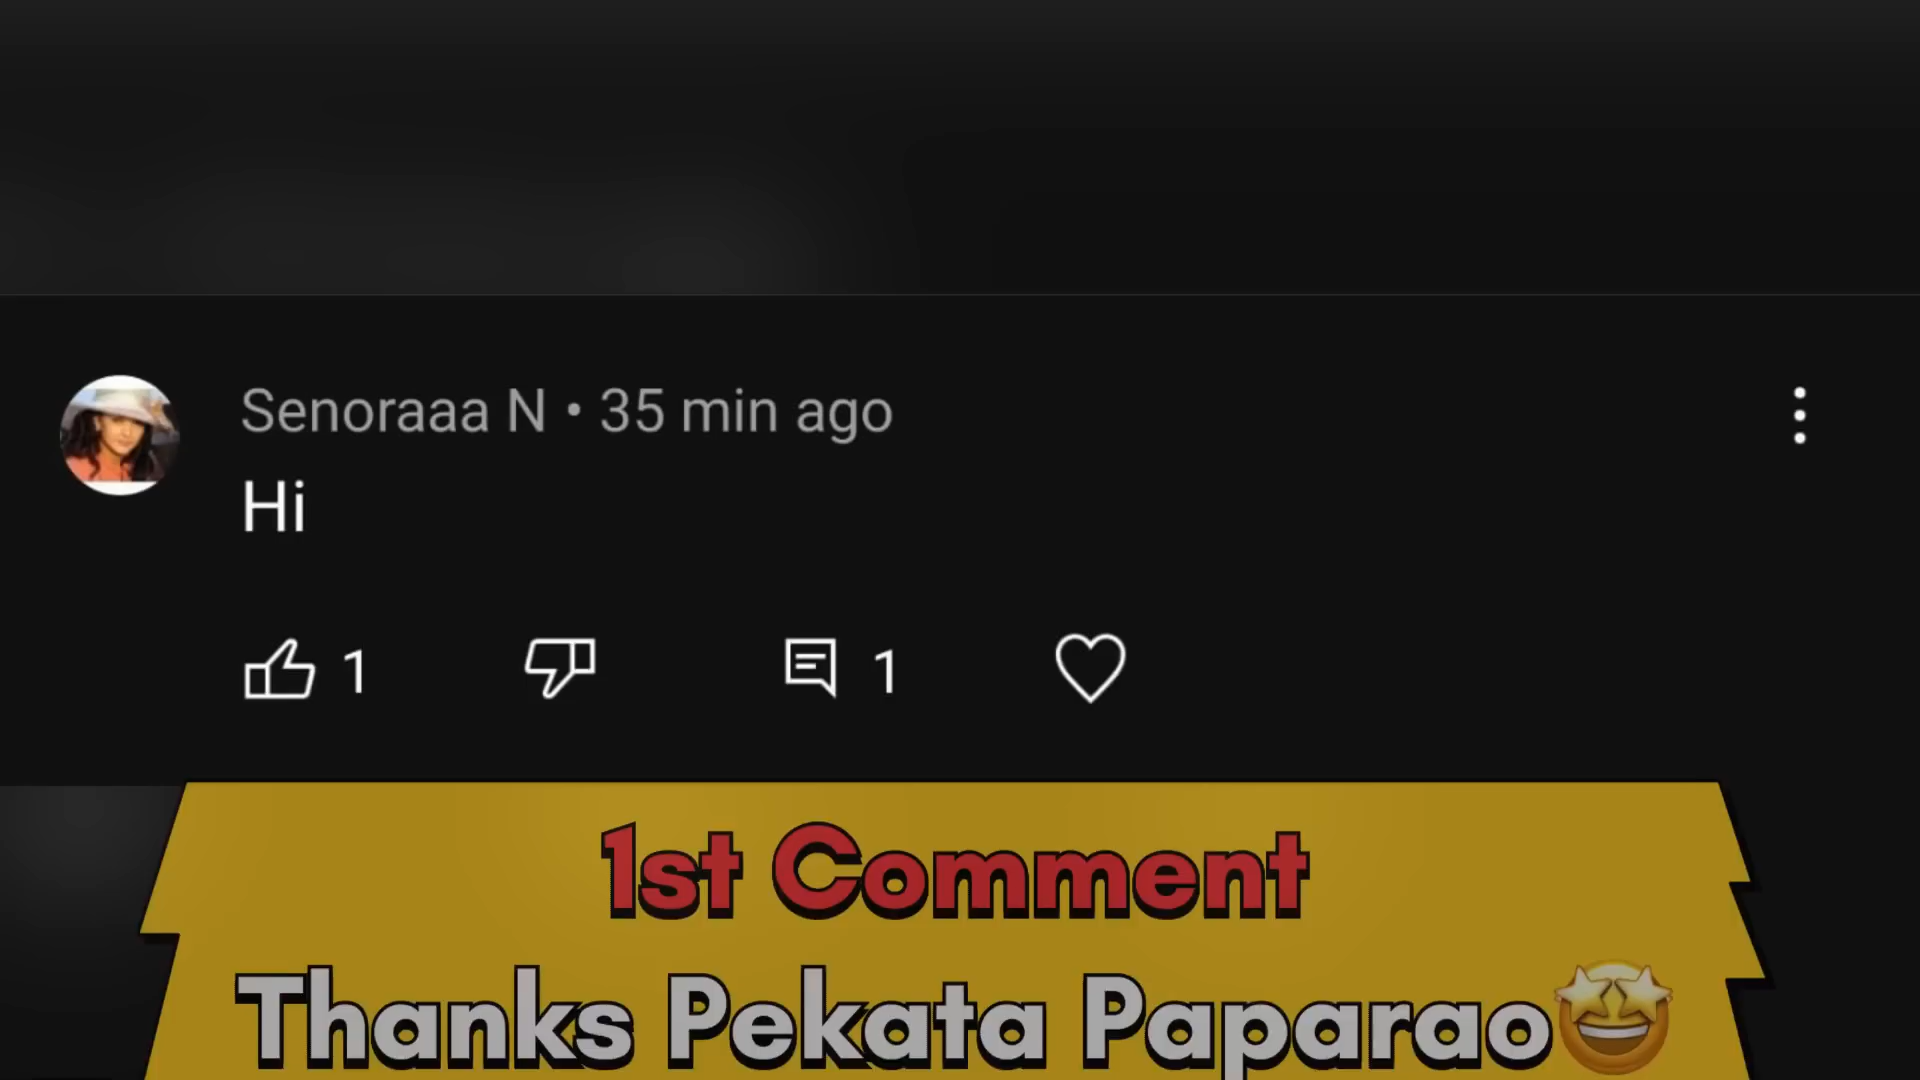 Senoraaa N • 35 min ago
Hi
1 1
1st Comment
Thanks Pekata Paparao🤩